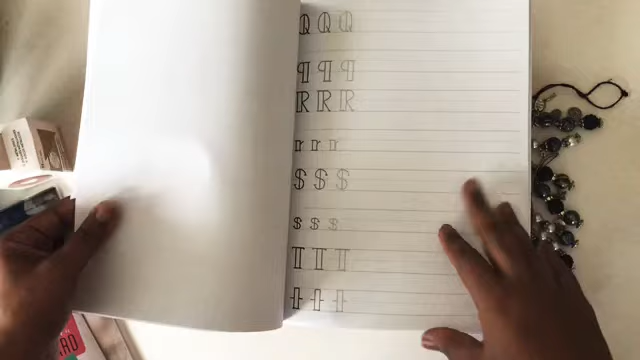 Q Q Q
q q q
R R R
r r r
S S S
s s s
T T T
t t t